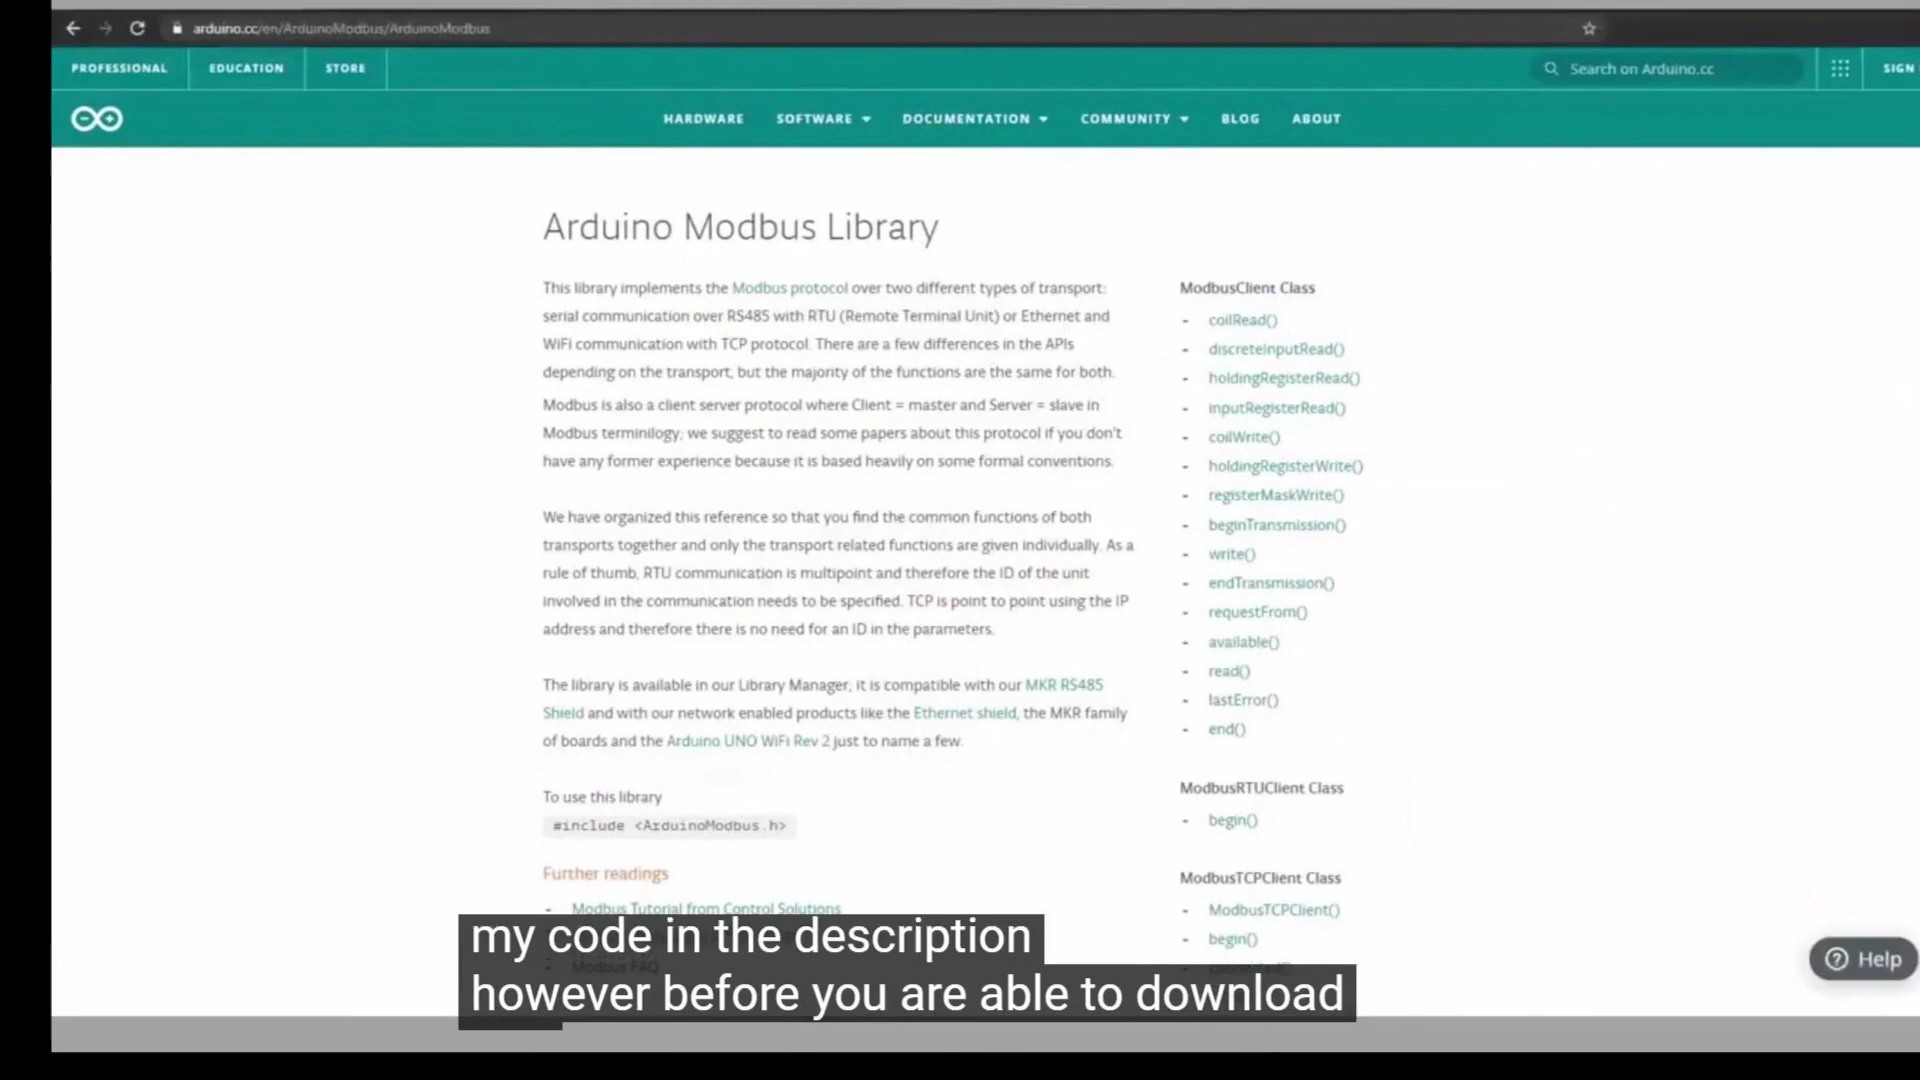 arduino.cc/en/ArduinoModbus/ArduinoModbus
PROFESSIONAL EDUCATION STORE
Search on Arduino.cc
SIGN
HARDWARE SOFTWARE DOCUMENTATION COMMUNITY BLOG ABOUT
Arduino Modbus Library
This library implements the Modbus protocol over two different types of transport:
serial communication over RS485 with RTU (Remote Terminal Unit) or Ethernet and
WiFi communication with TCP protocol. There are a few differences in the APIs
depending on the transport, but the majority of the functions are the same for both.
Modbus is also a client server protocol where Client = master and Server = slave in
Modbus terminilogy; we suggest to read some papers about this protocol if you don't
have any former experience because it is based heavily on some formal conventions.
We have organized this reference so that you find the common functions of both
transports together and only the transport related functions are given individually. As a
rule of thumb, RTU communication is multipoint and therefore the ID of the unit
involved in the communication needs to be specified. TCP is point to point using the IP
address and therefore there is no need for an ID in the parameters.
The library is available in our Library Manager; it is compatible with our MKR RS485
Shield and with our network enabled products like the Ethernet shield, the MKR family
of boards and the Arduino UNO WiFi Rev 2 just to name a few.
To use this library
#include <ArduinoModbus.h>
Further readings
- Modbus Tutorial from Control Solutions
- Modbus FAQ
ModbusClient Class
- coilRead()
- discreteInputRead()
- holdingRegisterRead()
- inputRegisterRead()
- coilWrite()
- holdingRegisterWrite()
- registerMaskWrite()
- beginTransmission()
- write()
- endTransmission()
- requestFrom()
- available()
- read()
- lastError()
- end()
ModbusRTUClient Class
- begin()
ModbusTCPClient Class
- ModbusTCPClient()
- begin()
Help
my code in the description
however before you are able to download